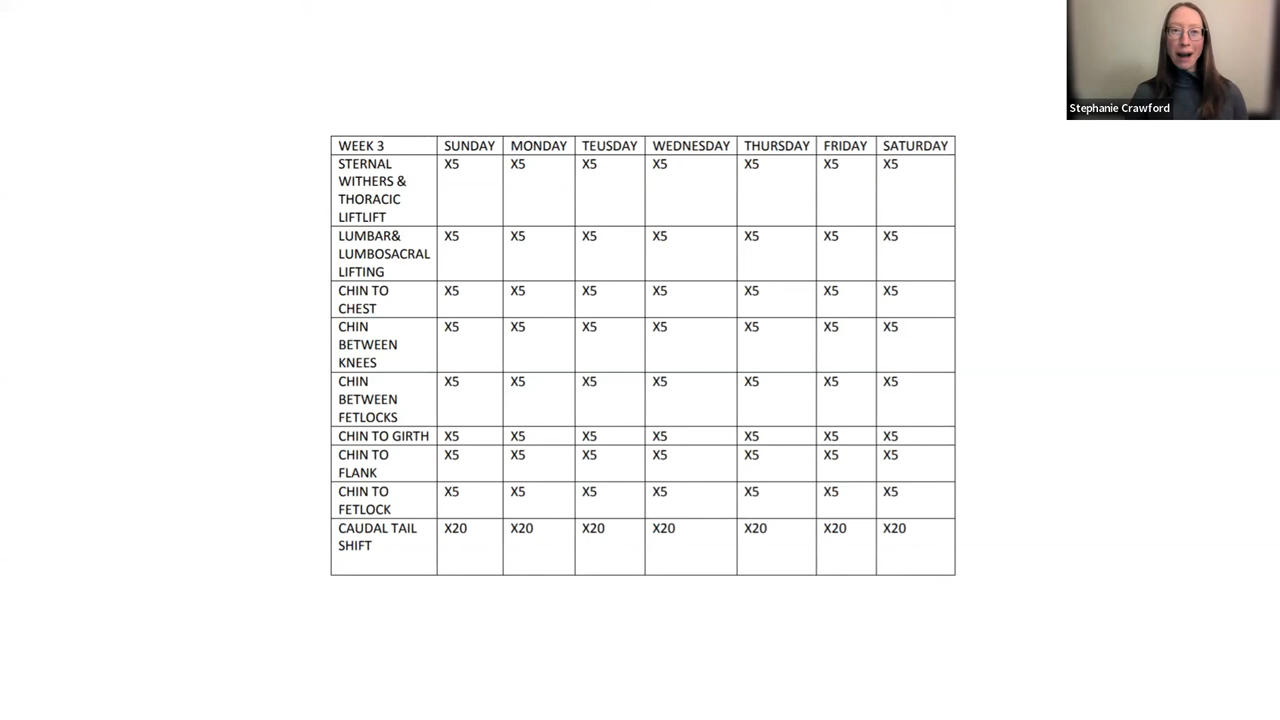 Stephanie Crawford
WEEK 3 SUNDAY MONDAY TEUSDAY WEDNESDAY THURSDAY FRIDAY SATURDAY
STERNAL X5 X5 X5 X5 X5 X5 X5
WITHERS &
THORACIC
LIFTLIFT
LUMBAR& X5 X5 X5 X5 X5 X5 X5
LUMBOSACRAL
LIFTING
CHIN TO X5 X5 X5 X5 X5 X5 X5
CHEST
CHIN X5 X5 X5 X5 X5 X5 X5
BETWEEN
KNEES
CHIN X5 X5 X5 X5 X5 X5 X5
BETWEEN
FETLOCKS
CHIN TO GIRTH X5 X5 X5 X5 X5 X5 X5
CHIN TO X5 X5 X5 X5 X5 X5 X5
FLANK
CHIN TO X5 X5 X5 X5 X5 X5 X5
FETLOCK
CAUDAL TAIL X20 X20 X20 X20 X20 X20 X20
SHIFT